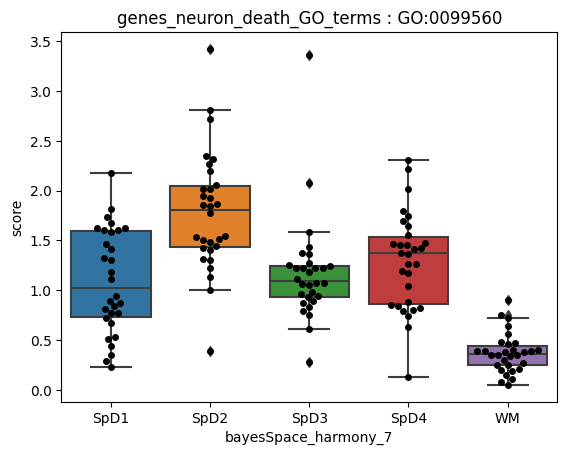 genes_neuron_death_GO_terms : GO:0099560
3.5
3.0
2.5
2.0
1.5
1.0
0.5
0.0
score
SpD1 SpD2 SpD3 SpD4 WM
bayesSpace_harmony_7